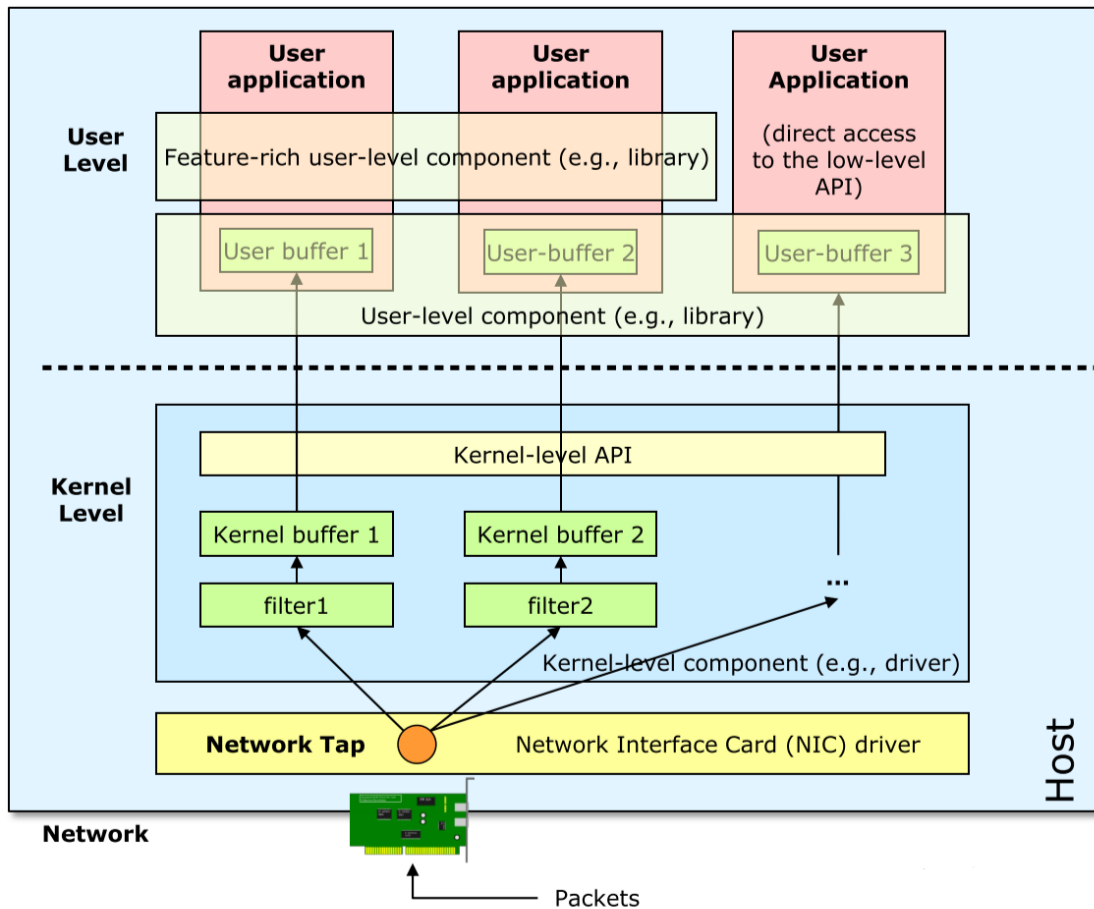 User
application
User
application
User
Application
(direct access
to the low-level
API)
User
Level
Feature-rich user-level component (e.g., library)
User buffer 1
User-buffer 2
User-buffer 3
User-level component (e.g., library)
Kernel-level API
Kernel
Level
Kernel buffer 1
Kernel buffer 2
filter1
filter2
...
Kernel-level component (e.g., driver)
Network Tap
Network Interface Card (NIC) driver
Host
Network
Packets